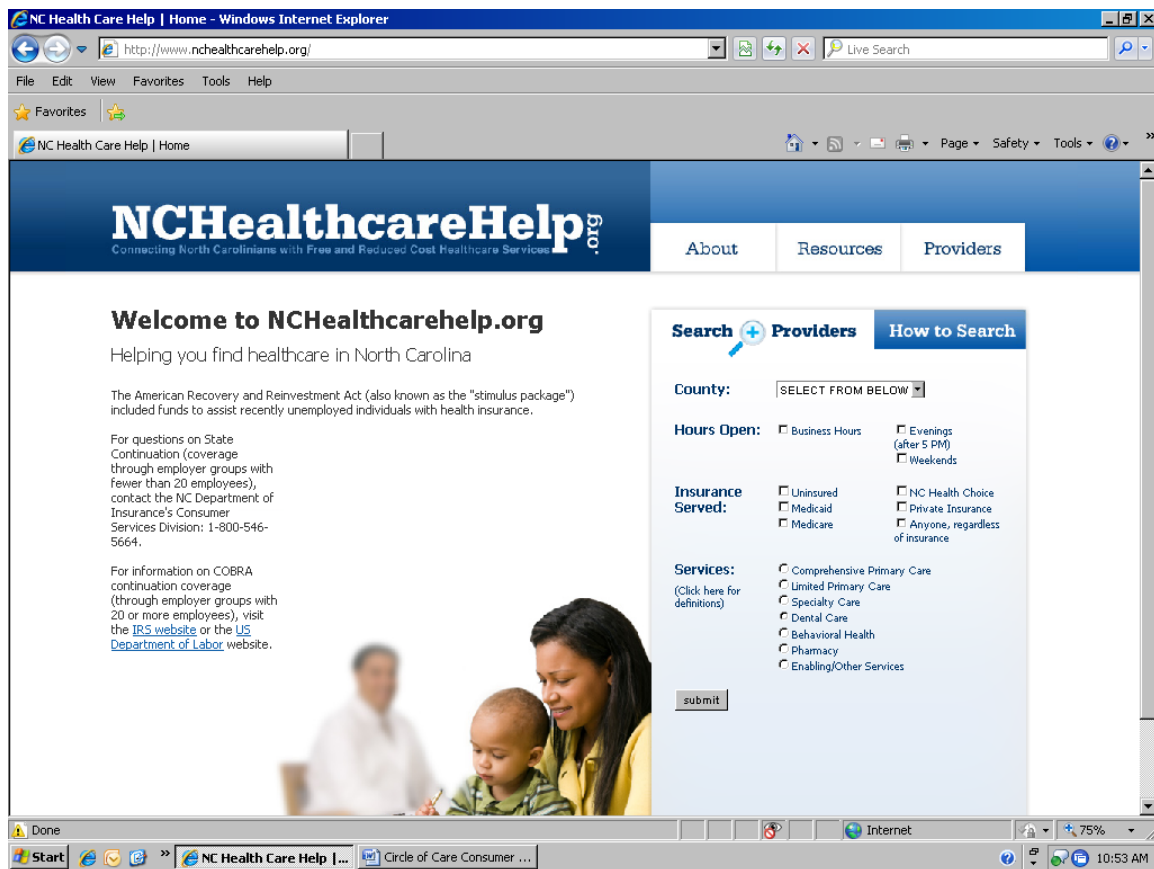 NC Health Care Help | Home - Windows Internet Explorer
http://www.nchealthcarehelp.org/
Live Search
File Edit View Favorites Tools Help
Favorites
NC Health Care Help | Home
Page Safety Tools
NCHealthcareHelp.org
Connecting North Carolinians with Free and Reduced Cost Healthcare Services
About Resources Providers
Welcome to NCHealthcarehelp.org
Helping you find healthcare in North Carolina
The American Recovery and Reinvestment Act (also known as the "stimulus package")
included funds to assist recently unemployed individuals with health insurance.
For questions on State
Continuation (coverage
through employer groups with
fewer than 20 employees),
contact the NC Department of
Insurance's Consumer
Services Division: 1-800-546-
5664.
For information on COBRA
continuation coverage
(through employer groups with
20 or more employees), visit
the IRS website or the US
Department of Labor website.
Search Providers
How to Search
County: SELECT FROM BELOW
Hours Open: Business Hours Evenings
(after 5 PM)
Weekends
Insurance Uninsured NC Health Choice
Served: Medicaid Private Insurance
Medicare Anyone, regardless
of insurance
Services: Comprehensive Primary Care
(Click here for Limited Primary Care
definitions) Specialty Care
Dental Care
Behavioral Health
Pharmacy
Enabling/Other Services
submit
Done Internet 75%
Start NC Health Care Help |... Circle of Care Consumer ... 10:53 AM